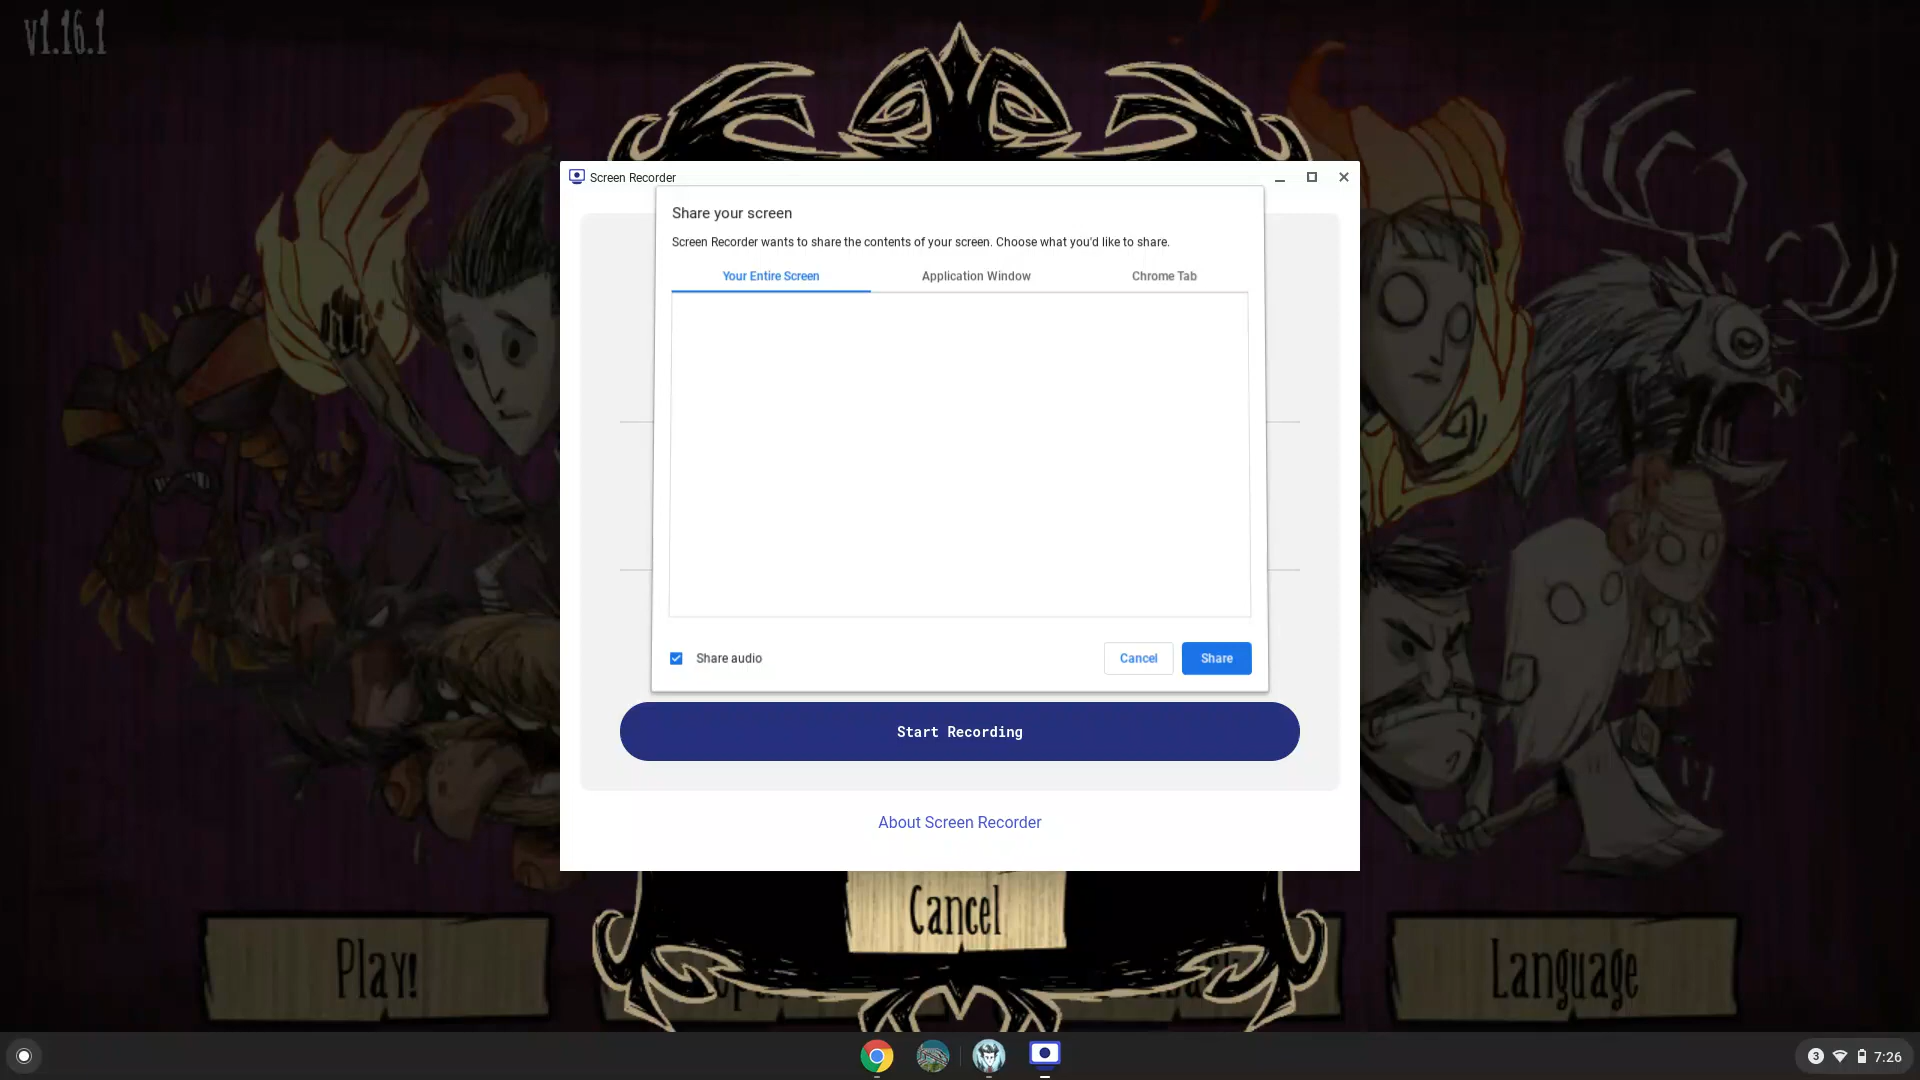 v1.16.1
Screen Recorder
Share your screen
Screen Recorder wants to share the contents of your screen. Choose what you'd like to share.
Your Entire Screen
Application Window
Chrome Tab
Share audio
Cancel
Share
Start Recording
About Screen Recorder
Cancel
Play!
Language
3
7:26